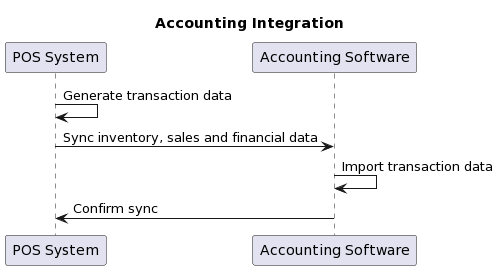 Accounting Integration
POS System
Accounting Software
Generate transaction data
Sync inventory, sales and financial data
Import transaction data
Confirm sync
POS System
Accounting Software